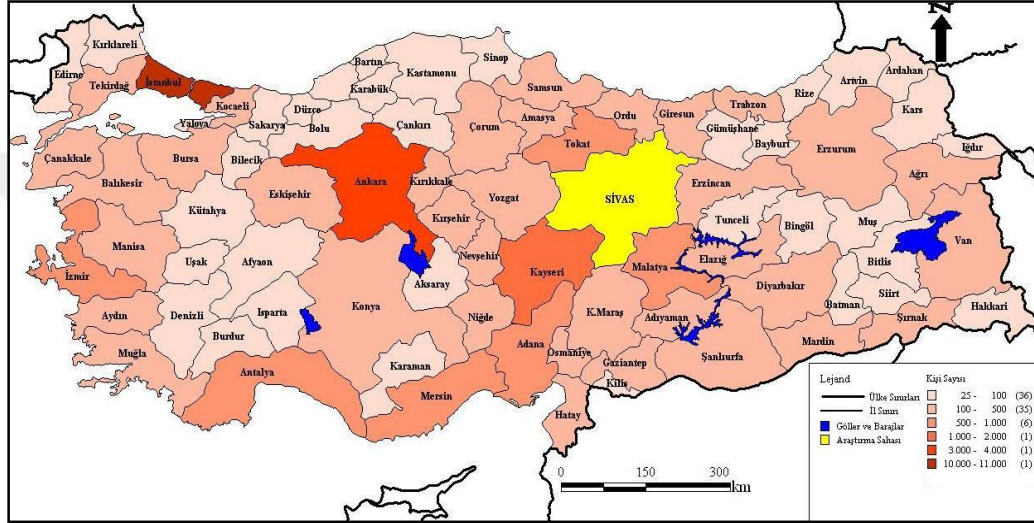 N
Kırklareli
Edirne
Tekirdağ
İstanbul
Kocaeli
Yalova
Sakarya
Düzce
Bolu
Bartın
Karabük
Kastamonu
Sinop
Çankırı
Samsun
Amasya
Çorum
Ordu
Giresun
Tokat
Trabzon
Gümüşhane
Bayburt
Rize
Artvin
Ardahan
Kars
Iğdır
Erzurum
Ağrı
Çanakkale
Bursa
Bilecik
Balıkesir
Eskişehir
Ankara
Kırıkkale
Kırşehir
Yozgat
SİVAS
Erzincan
Tunceli
Bingöl
Muş
Van
Bitlis
Kütahya
Manisa
Uşak
Afyon
İzmir
Aksaray
Nevşehir
Kayseri
Malatya
Elazığ
Diyarbakır
Batman
Siirt
Hakkari
Şırnak
Aydın
Denizli
Isparta
Burdur
Konya
Niğde
K.Maraş
Adıyaman
Mardin
Şanlıurfa
Muğla
Antalya
Karaman
Mersin
Adana
Osmaniye
Gaziantep
Kilis
Hatay
0 150 300
km
Lejand
Ülke Sınırları
İl Sınırı
Göller ve Barajlar
Araştırma Sahası
Kişi Sayısı
25 - 100 (36)
100 - 500 (35)
500 - 1.000 (6)
1.000 - 2.000 (1)
3.000 - 4.000 (1)
10.000 - 11.000 (1)